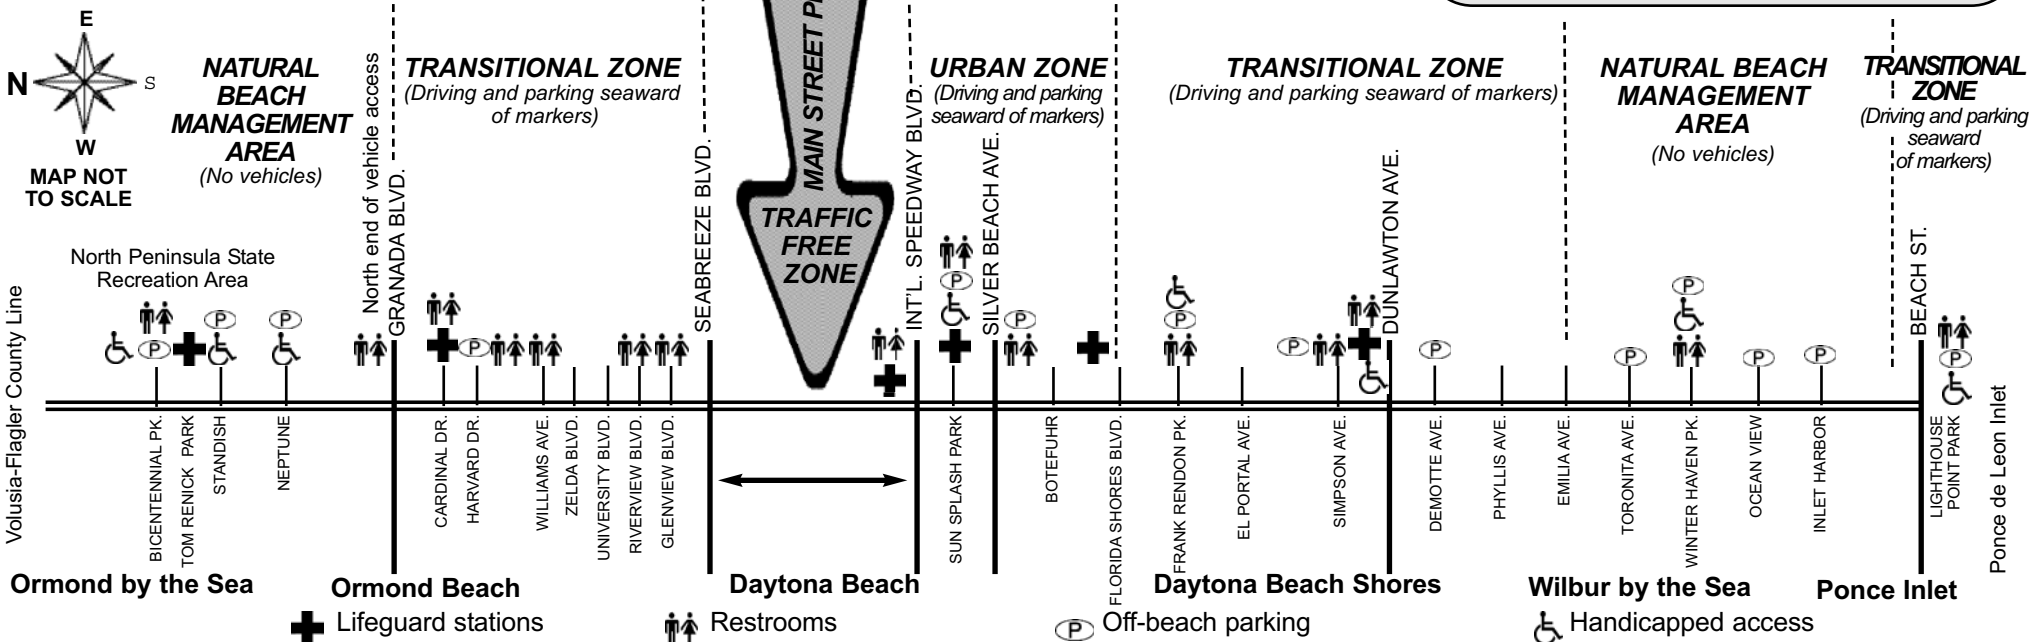 E
N
S
W
MAP NOT
TO SCALE
NATURAL
BEACH
MANAGEMENT
AREA
(No vehicles)
North end of vehicle access
GRANADA BLVD.
TRANSITIONAL ZONE
(Driving and parking seaward
of markers)
SEABREEZE BLVD.
MAIN STREET
TRAFFIC
FREE
ZONE
INT'L. SPEEDWAY BLVD.
URBAN ZONE
(Driving and parking
seaward of markers)
SILVER BEACH AVE.
TRANSITIONAL ZONE
(Driving and parking seaward of markers)
DUNLAWTON AVE.
NATURAL BEACH
MANAGEMENT
AREA
(No vehicles)
TRANSITIONAL
ZONE
(Driving and parking
seaward
of markers)
BEACH ST.
North Peninsula State
Recreation Area
Volusia-Flagler County Line
P
P
P
P
P
P
P
P
P
P
P
P
P
P
BICENTENNIAL PK.
TOM RENICK PARK
STANDISH
NEPTUNE
CARDINAL DR.
HARVARD DR.
WILLIAMS AVE.
ZELDA BLVD.
UNIVERSITY BLVD.
RIVERVIEW BLVD.
GLENVIEW BLVD.
SUN SPLASH PARK
BOTEFUHR
FLORIDA SHORES BLVD.
FRANK RENDON PK.
EL PORTAL AVE.
SIMPSON AVE.
DEMOTTE AVE.
PHYLLIS AVE.
EMILIA AVE.
TORONITA AVE.
WINTER HAVEN PK.
OCEAN VIEW
INLET HARBOR
LIGHTHOUSE
POINT PARK
Ponce de Leon Inlet
Ormond by the Sea
Ormond Beach
Daytona Beach
Daytona Beach Shores
Wilbur by the Sea
Ponce Inlet
Lifeguard stations
Restrooms
P Off-beach parking
Handicapped access